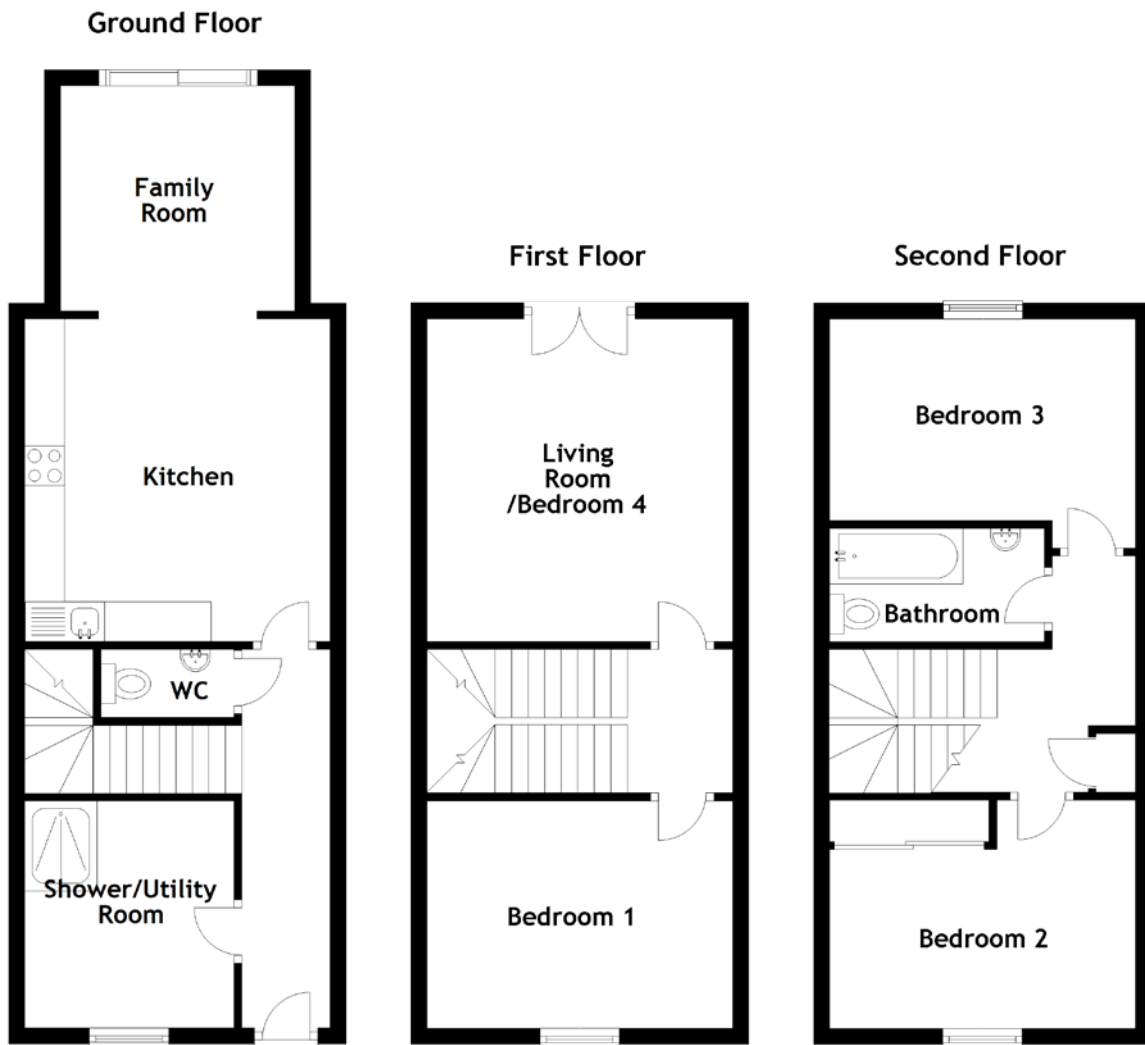 Ground Floor
Family
Room
Kitchen
WC
Shower/Utility
Room
First Floor
Living
Room
/Bedroom 4
Bedroom 1
Second Floor
Bedroom 3
Bathroom
Bedroom 2